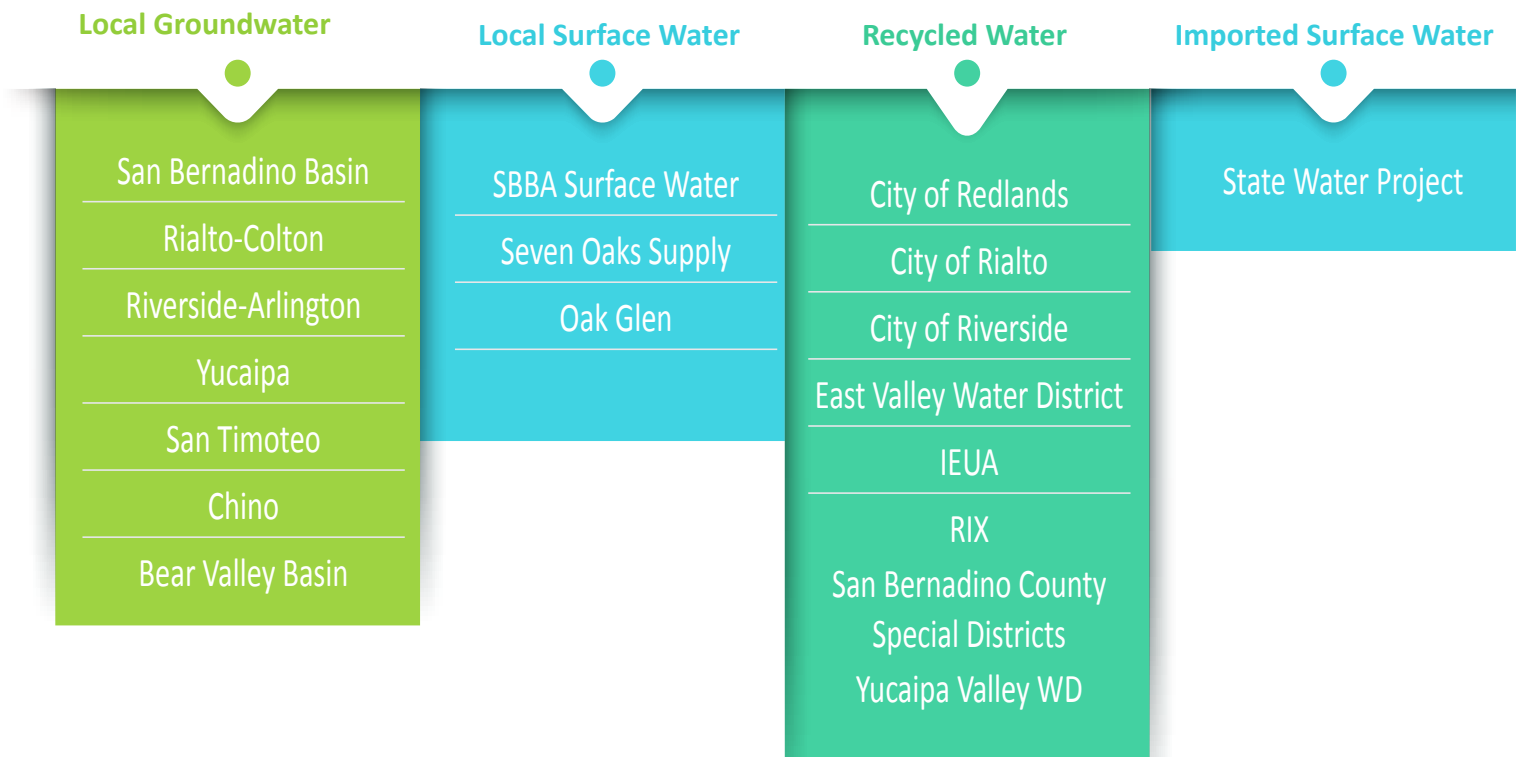 Local Groundwater
San Bernadino Basin
Rialto-Colton
Riverside-Arlington
Yucaipa
San Timoteo
Chino
Bear Valley Basin
Local Surface Water
SBBA Surface Water
Seven Oaks Supply
Oak Glen
Recycled Water
City of Redlands
City of Rialto
City of Riverside
East Valley Water District
IEUA
RIX
San Bernadino County
Special Districts
Yucaipa Valley WD
Imported Surface Water
State Water Project